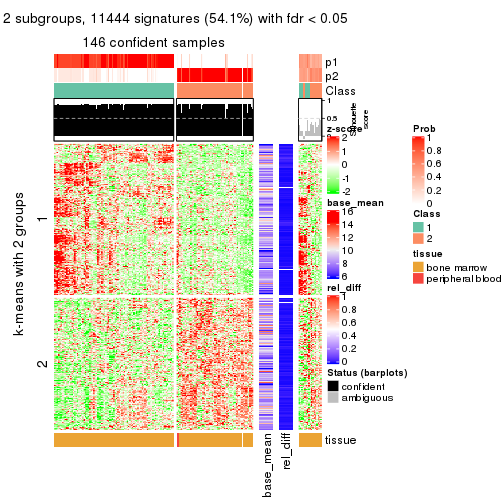 2 subgroups, 11444 signatures (54.1%) with fdr < 0.05
146 confident samples
p1
p2
Class
1
0.5
0
Silhouette score
z-score
2
1
0
-1
-2
base_mean
16
14
12
10
8
6
rel_diff
1
0.8
0.6
0.4
0.2
0
Status (barplots)
confident
ambiguous
Prob
1
0.8
0.6
0.4
0.2
0
Class
1
2
tissue
bone marrow
peripheral blood
k-means with 2 groups
1
2
tissue
base_mean
rel_diff